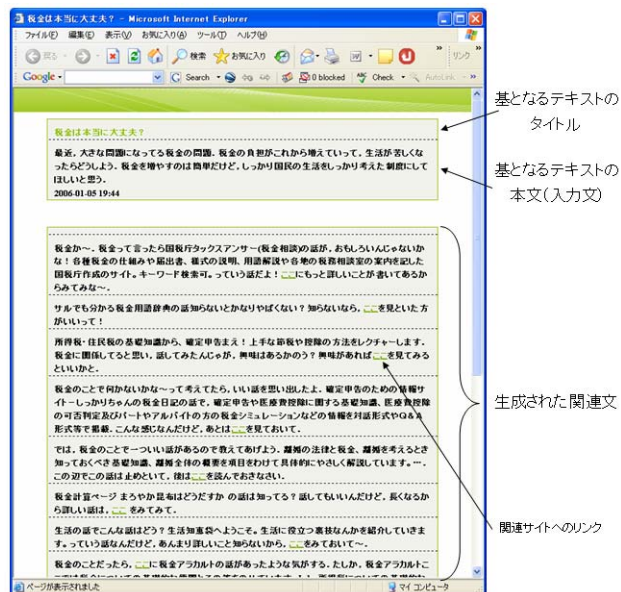 税金は本当に大丈夫? - Microsoft Internet Explorer
ファイル(F) 編集(E) 表示(V) お気に入り(A) ツール(T) ヘルプ(H)
戻る 検索 お気に入り リンク
Google Search 0 blocked Check AutoLink
税金は本当に大丈夫?
最近,大きな問題になってる税金の問題.税金の負担がこれから増えていって,生活が苦しくな
ったらどうしよう.税金を増やすのは簡単だけど,しっかり国民の生活をしっかり考えた制度にして
ほしいと思う.
2006-01-05 19:44
基となるテキストの
タイトル
基となるテキストの
本文(入力文)
税金か~.税金って言ったら国税庁タックスアンサー(税金相談)の話が,おもしろいんじゃないか
な!各種税金の仕組みや届出書、様式の説明、用語解説や各地の税務相談室の案内を記した
国税庁作成のサイト。キーワード検索可。っていう話だよ!ここにもっと詳しいことが書いてあるか
らみてみな~.
サルでも分かる税金用語辞典の話知らないとかなりやばくない?知らないなら,ここを見といた方
がいいって!
所得税・住民税の基礎知識から、確定申告まえ!上手な節税や控除の方法をレクチャーします。
税金に関係してると思い,話してみたんじゃが,興味はあるかのう?興味があればここを見てみる
といいかと.
税金のことで何かないかな~って考えてたら,いい話を思い出したよ.確定申告のための情報サ
イトーしっかりちゃんの税金日記の話で,確定申告や医療費控除に関する基礎知識、医療費控除
の可否判定及びパートやアルバイトの方の税金シミュレーションなどの情報を対話形式やQ&A
形式等で掲載.こんな感じなんだけど,あとはここを見ておいて.
では,税金のことで一ついい話があるので教えてあげよう.離婚の法律と税金、離婚を考えるとき
知っておくべき基礎知識、離婚全体の概要を項目をわけて具体的にやさしく解説しています。….
この辺でこの話は止めといて,後はここを読んでおきなさい.
税金計算ページ まろやか昆布はどうだすか の話は知ってる?話してもいいんだけど,長くなるか
ら詳しい話は,ここ をみてみて.
生活の話でこんな話はどう?生活知恵袋へようこそ。生活に役立つ裏技なんかを紹介していきま
す。っていう話なんだけど,あんまり詳しいこと知らないから,ここをみておいて~.
税金のことだったら,ここに税金アラカルトの話があったような気がする.たしか,税金アラカルトこ
生成された関連文
関連サイトへのリンク
ページが表示されました マイ コンピュータ